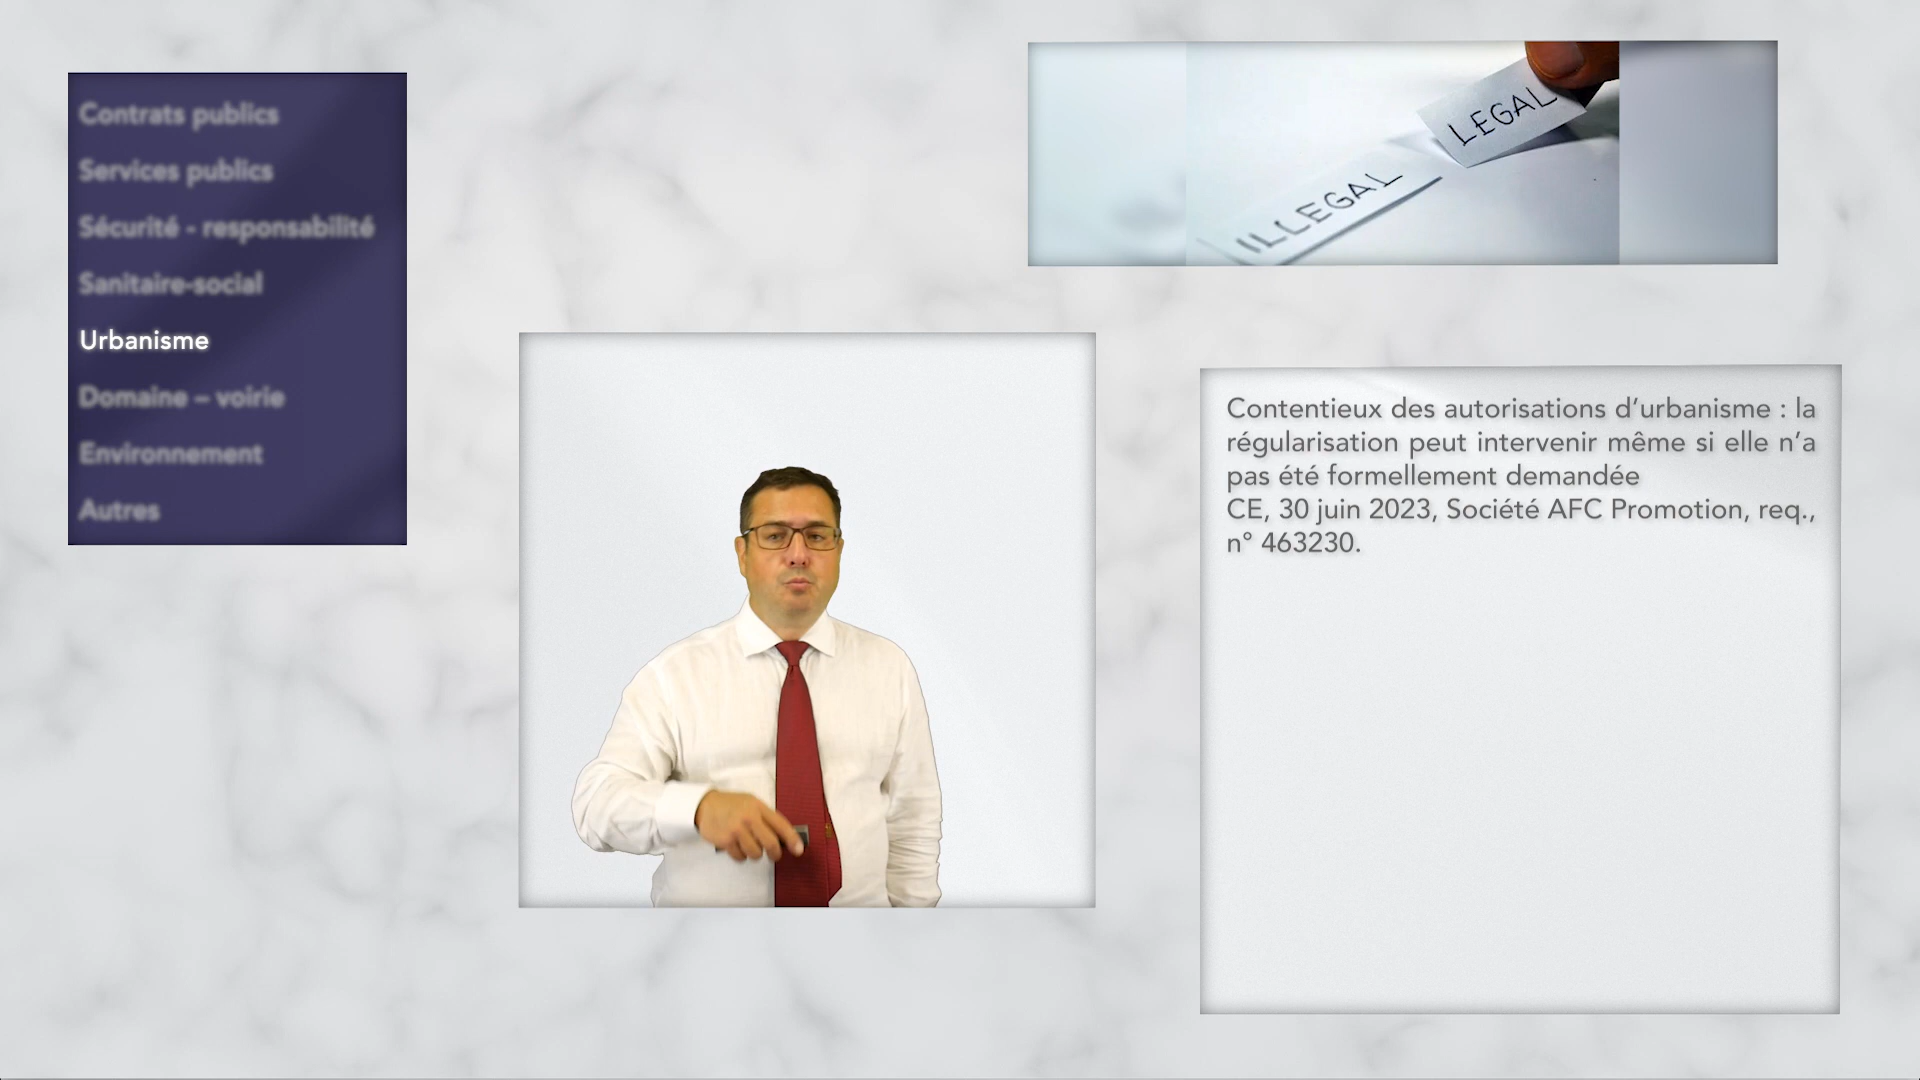 Contrats publics
Services publics
Sécurité - responsabilité
Sanitaire-social
Urbanisme
Domaine – voirie
Environnement
Autres
LEGAL
ILLEGAL
Contentieux des autorisations d’urbanisme : la
régularisation peut intervenir même si elle n’a
pas été formellement demandée
CE, 30 juin 2023, Société AFC Promotion, req.,
n° 463230.